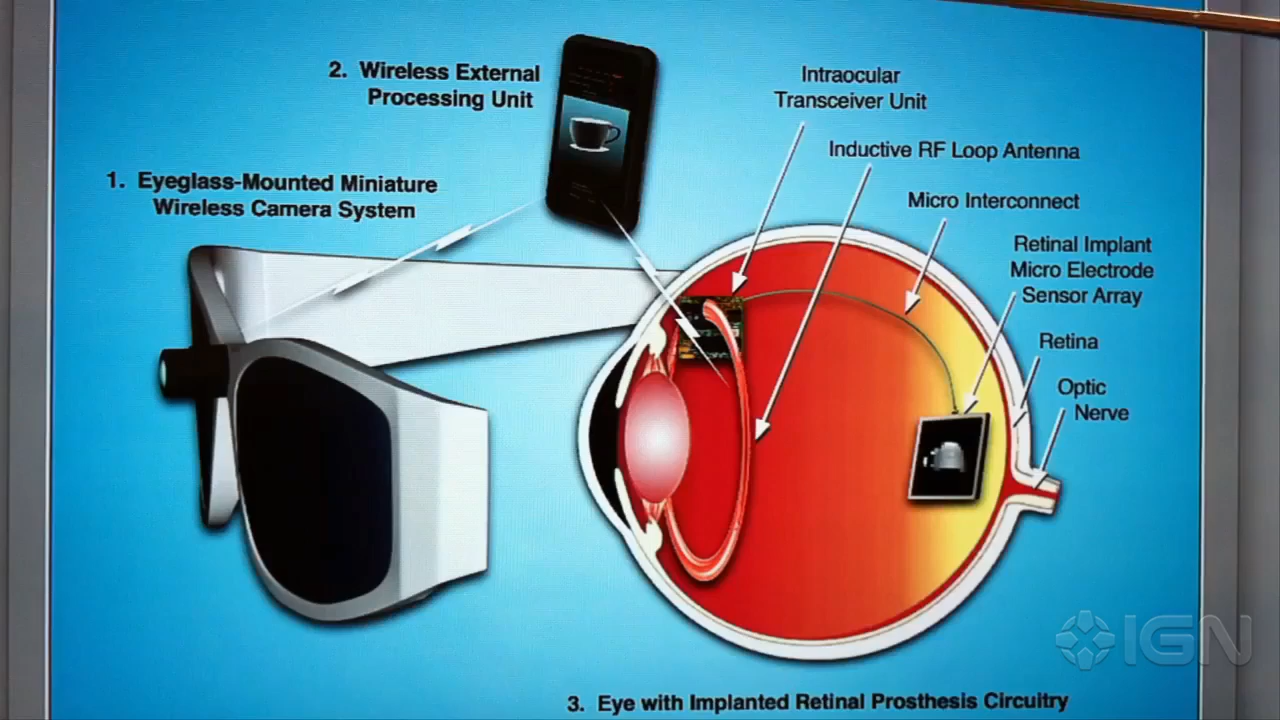 2. Wireless External
Processing Unit
1. Eyeglass-Mounted Miniature
Wireless Camera System
Intraocular
Transceiver Unit
Inductive RF Loop Antenna
Micro Interconnect
Retinal Implant
Micro Electrode
Sensor Array
Retina
Optic
Nerve
3. Eye with Implanted Retinal Prosthesis Circuitry
IGN